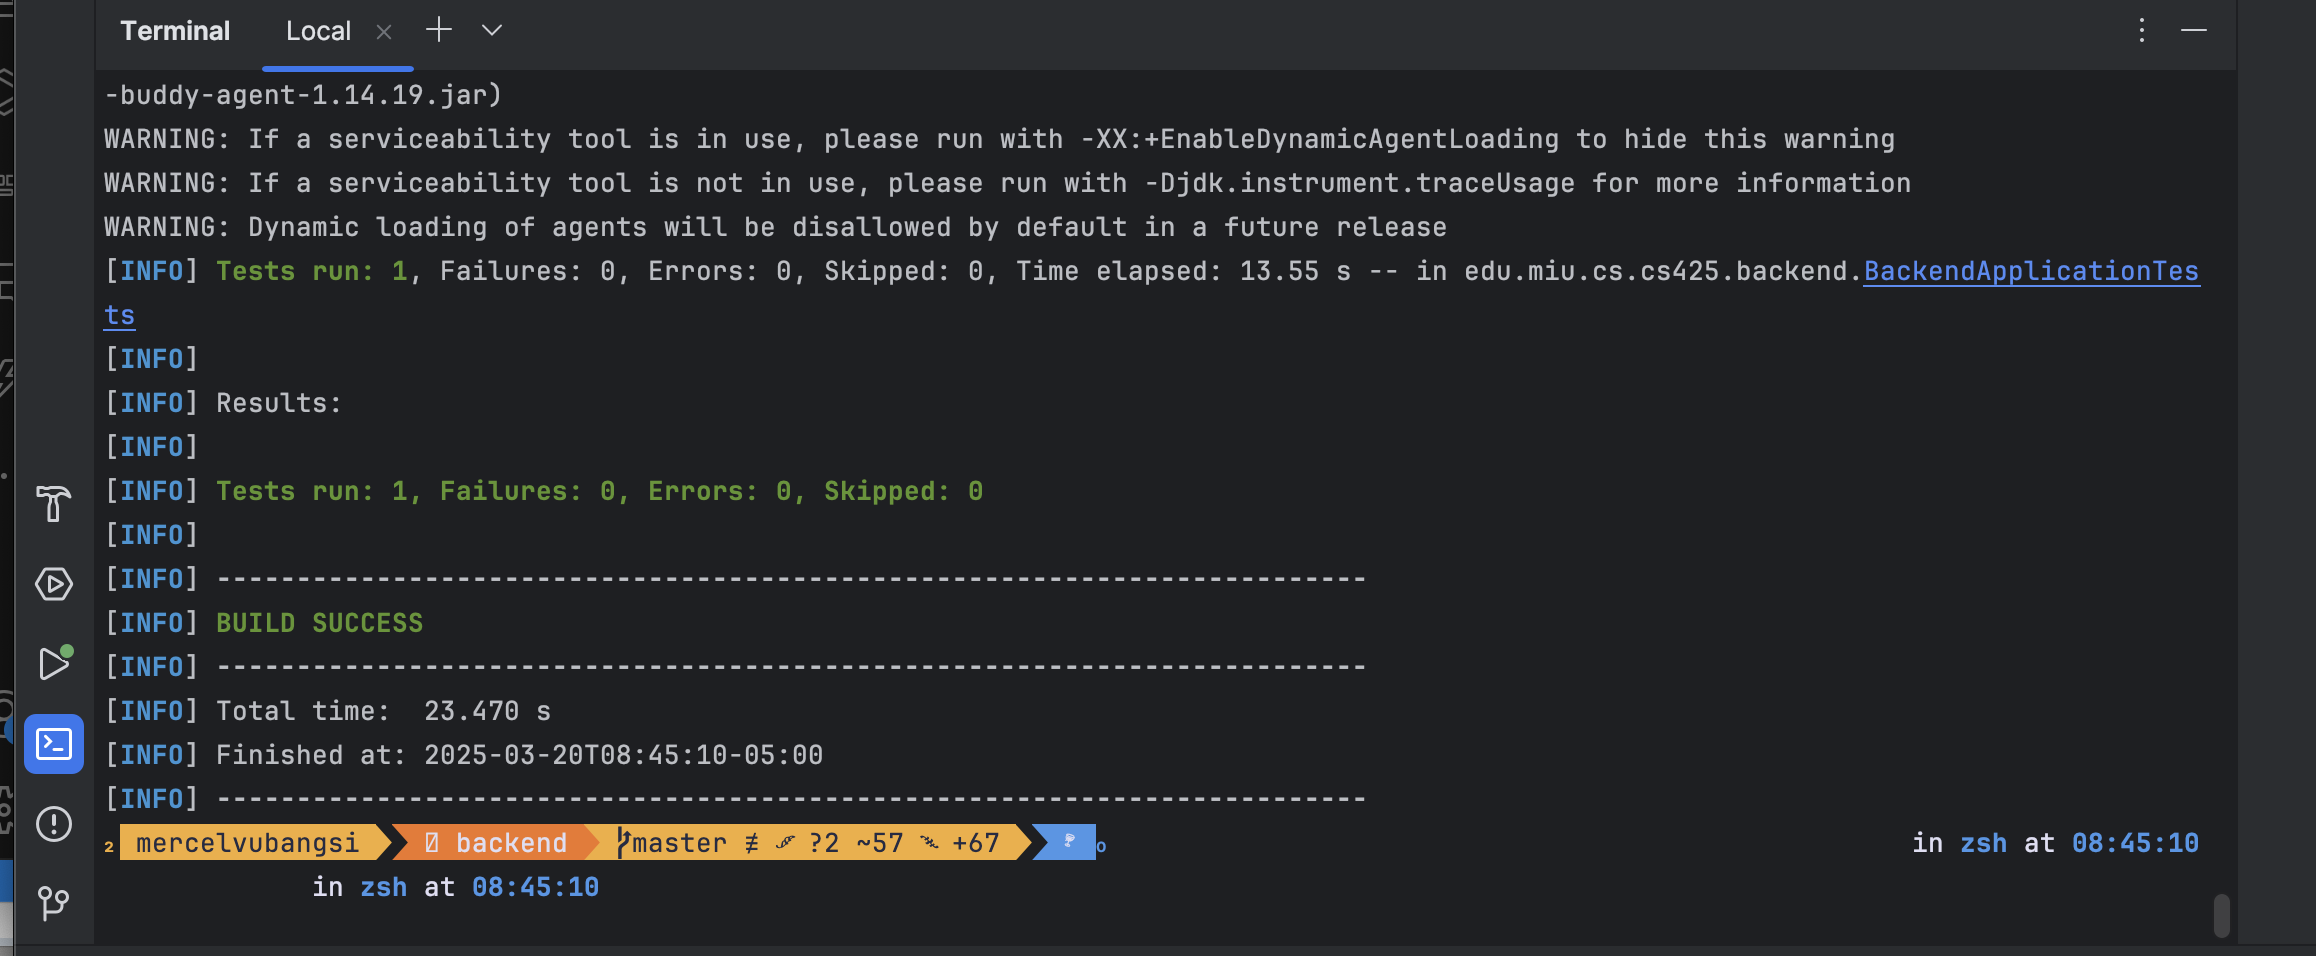 Terminal Local
-buddy-agent-1.14.19.jar)
WARNING: If a serviceability tool is in use, please run with -XX:+EnableDynamicAgentLoading to hide this warning
WARNING: If a serviceability tool is not in use, please run with -Djdk.instrument.traceUsage for more information
WARNING: Dynamic loading of agents will be disallowed by default in a future release
[INFO] Tests run: 1, Failures: 0, Errors: 0, Skipped: 0, Time elapsed: 13.55 s -- in edu.miu.cs.cs425.backend.BackendApplicationTes
ts
[INFO]
[INFO] Results:
[INFO]
[INFO] Tests run: 1, Failures: 0, Errors: 0, Skipped: 0
[INFO]
[INFO] ------------------------------------------------------------------------
[INFO] BUILD SUCCESS
[INFO] ------------------------------------------------------------------------
[INFO] Total time:  23.470 s
[INFO] Finished at: 2025-03-20T08:45:10-05:00
[INFO] ------------------------------------------------------------------------
mercelvubangsi backend master ≢ ?2 ~57 +67 in zsh at 08:45:10
in zsh at 08:45:10